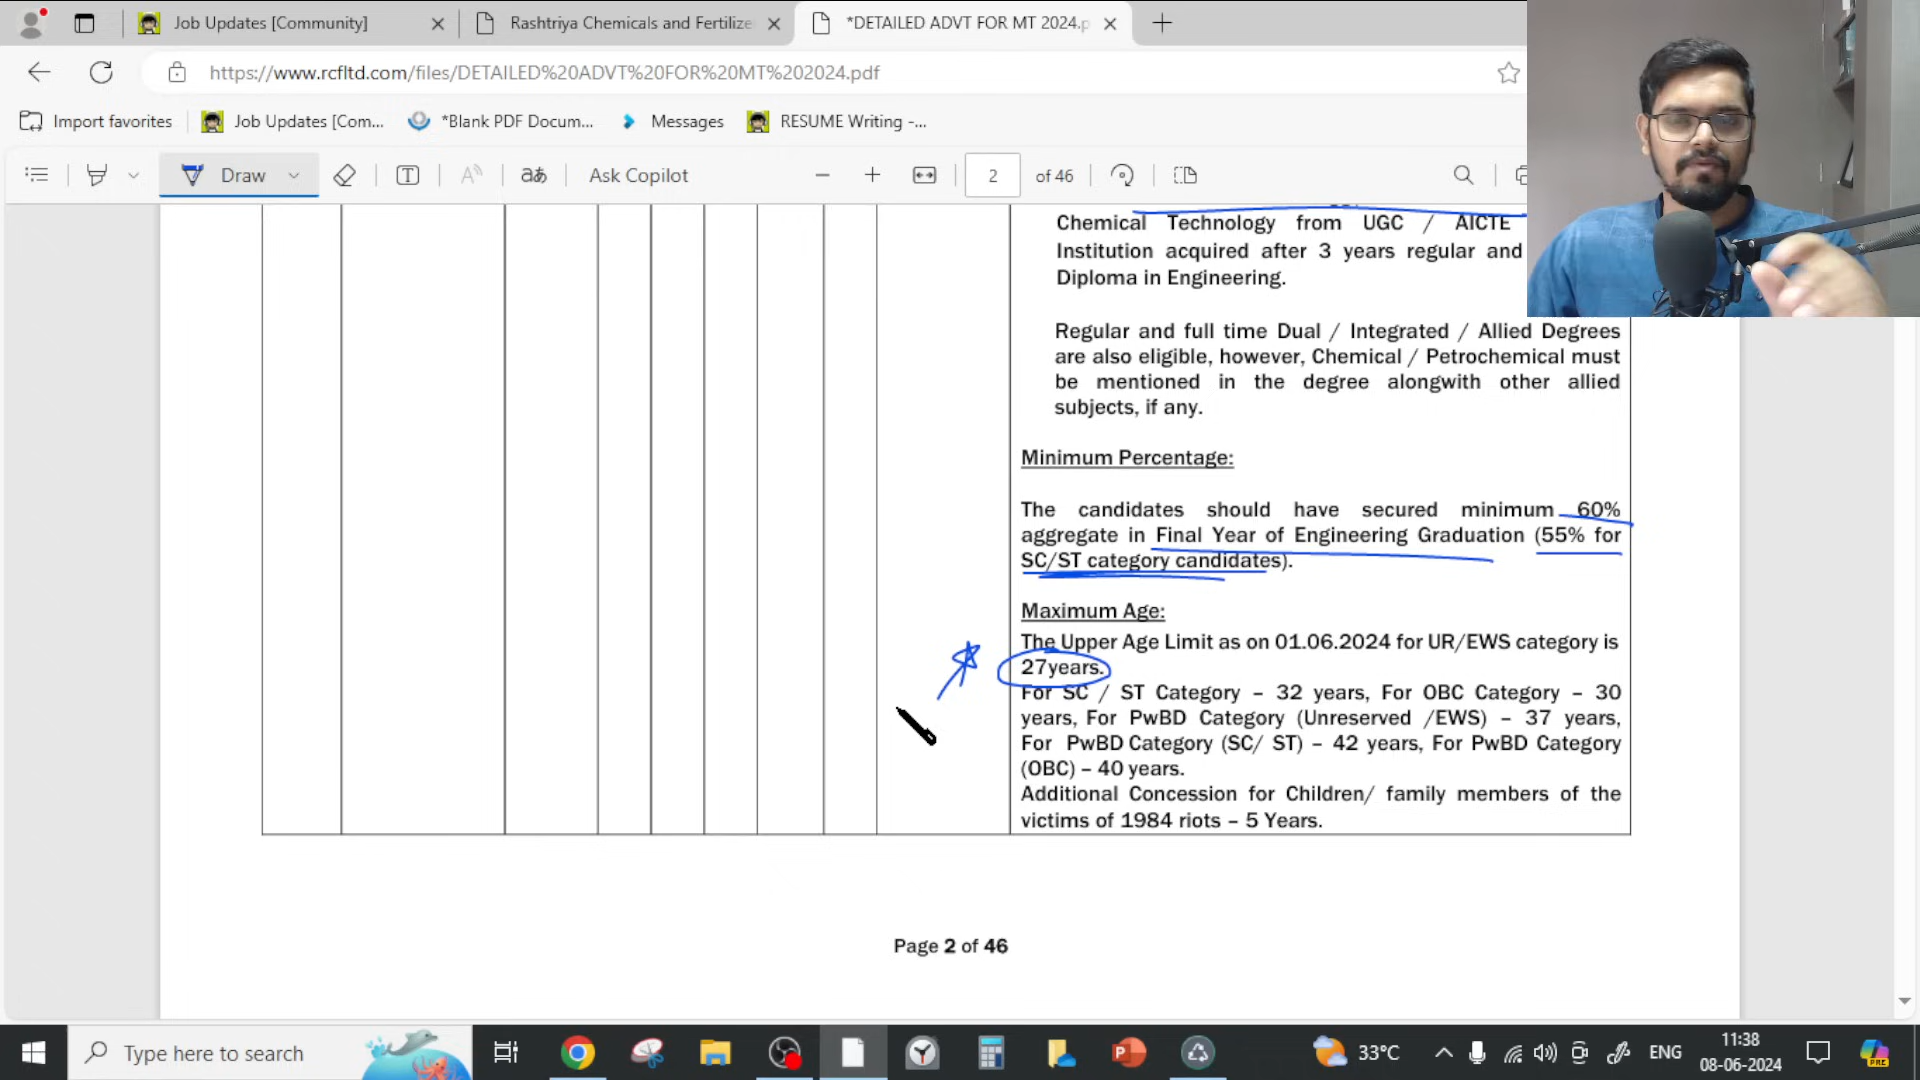 Job Updates [Community]
Rashtriya Chemicals and Fertilize
*DETAILED ADVT FOR MT 2024.p
https://www.rcfltd.com/files/DETAILED%20ADVT%20FOR%20MT%202024.pdf
Import favorites
Job Updates [Com...
*Blank PDF Docum...
Messages
RESUME Writing -...
Draw
aあ
Ask Copilot
2
of 46
Chemical Technology from UGC / AICTE
Institution acquired after 3 years regular and
Diploma in Engineering.
Regular and full time Dual / Integrated / Allied Degrees
are also eligible, however, Chemical / Petrochemical must
be mentioned in the degree alongwith other allied
subjects, if any.
Minimum Percentage:
The candidates should have secured minimum 60%
aggregate in Final Year of Engineering Graduation (55% for
SC/ST category candidates).
Maximum Age:
The Upper Age Limit as on 01.06.2024 for UR/EWS category is
27years.
For SC / ST Category – 32 years, For OBC Category – 30
years, For PwBD Category (Unreserved /EWS) – 37 years,
For PwBD Category (SC/ ST) – 42 years, For PwBD Category
(OBC) – 40 years.
Additional Concession for Children/ family members of the
victims of 1984 riots – 5 Years.
Page 2 of 46
Type here to search
33°C
ENG
11:38
08-06-2024
PRE